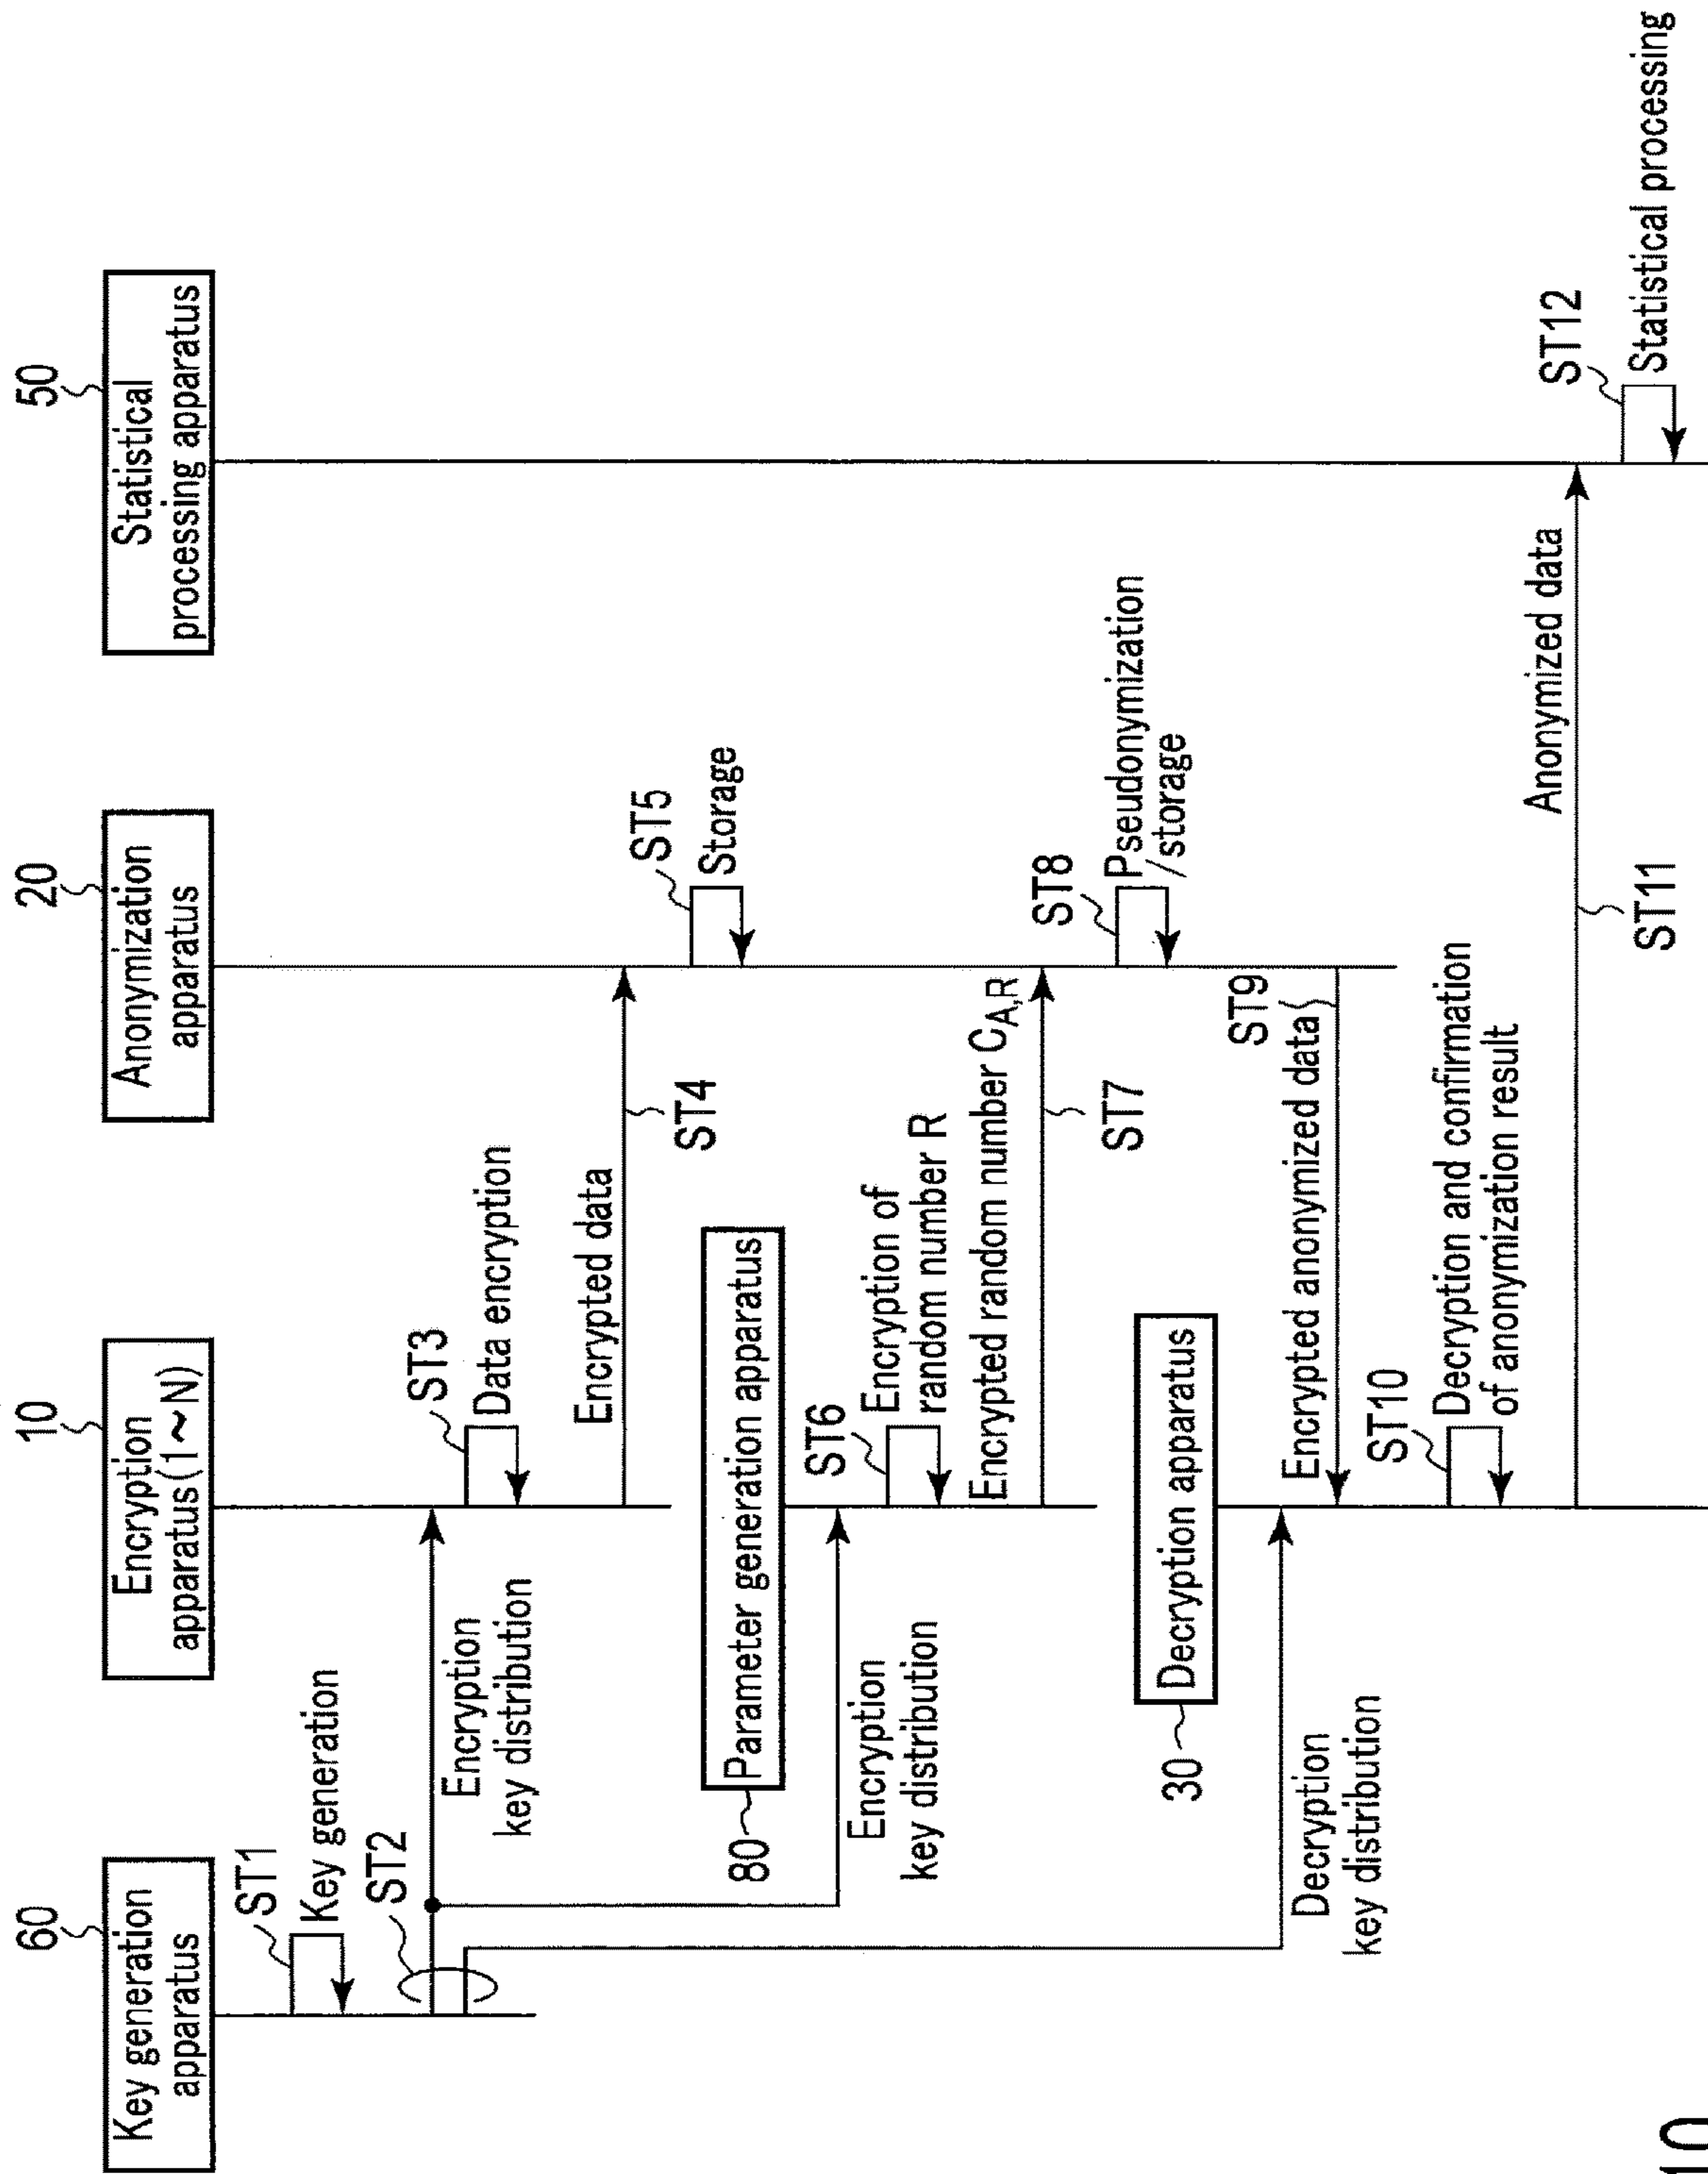 60
Key generation
apparatus
10
Encryption
apparatus(1~N)
20
Anonymization
apparatus
50
Statistical
processing apparatus
ST1
Key generation
ST2
Encryption
key distribution
ST3
Data encryption
Encrypted data
ST4
ST5
Storage
80
Parameter generation apparatus
Encryption
key distribution
ST6
Encryption of
random number R
Encrypted random number CA,R
ST7
ST8
Pseudonymization
/storage
30
Decryption apparatus
Decryption
key distribution
ST9
Encrypted anonymized data
ST10
Decryption and confirmation
of anonymization result
Anonymized data
ST11
ST12
Statistical processing
10